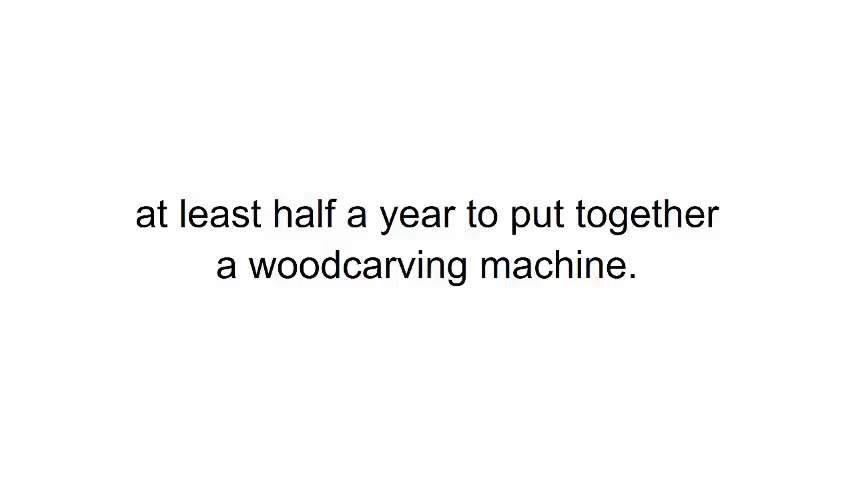 at least half a year to put together
a woodcarving machine.